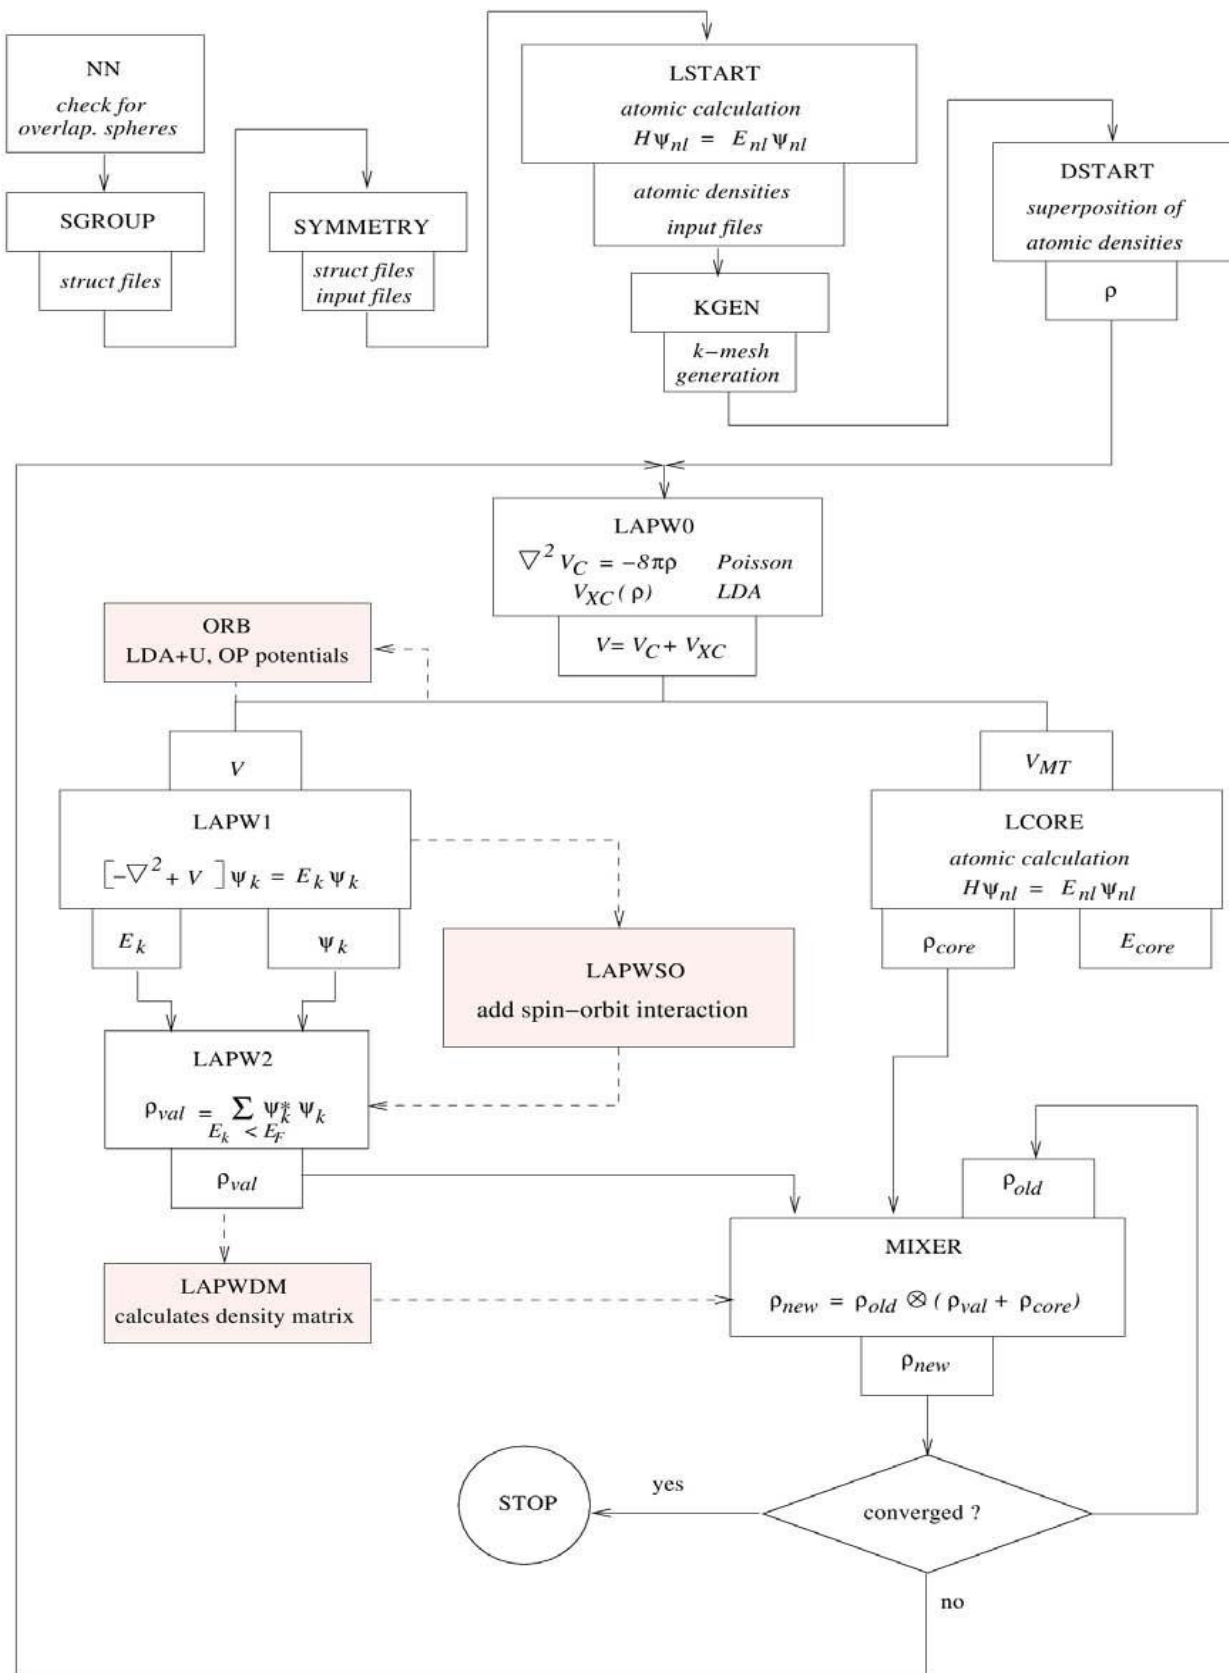 NN
check for
overlap. spheres
SGROUP
struct files
SYMMETRY
struct files
input files
LSTART
atomic calculation
Hψnl = Enl ψnl
atomic densities
input files
KGEN
k−mesh
generation
DSTART
superposition of
atomic densities
ρ
LAPW0
▽² VC = −8πρ Poisson
VXC(ρ) LDA
V= VC + VXC
ORB
LDA+U, OP potentials
V
LAPW1
[−▽² + V ] ψk = Ek ψk
Ek
ψk
VMT
LCORE
atomic calculation
Hψnl = Enl ψnl
ρcore
Ecore
LAPWSO
add spin−orbit interaction
LAPW2
ρval = Σ ψk* ψk
Ek < EF
ρval
LAPWDM
calculates density matrix
ρold
MIXER
ρnew = ρold ⊗ (ρval + ρcore)
ρnew
converged ?
yes
STOP
no